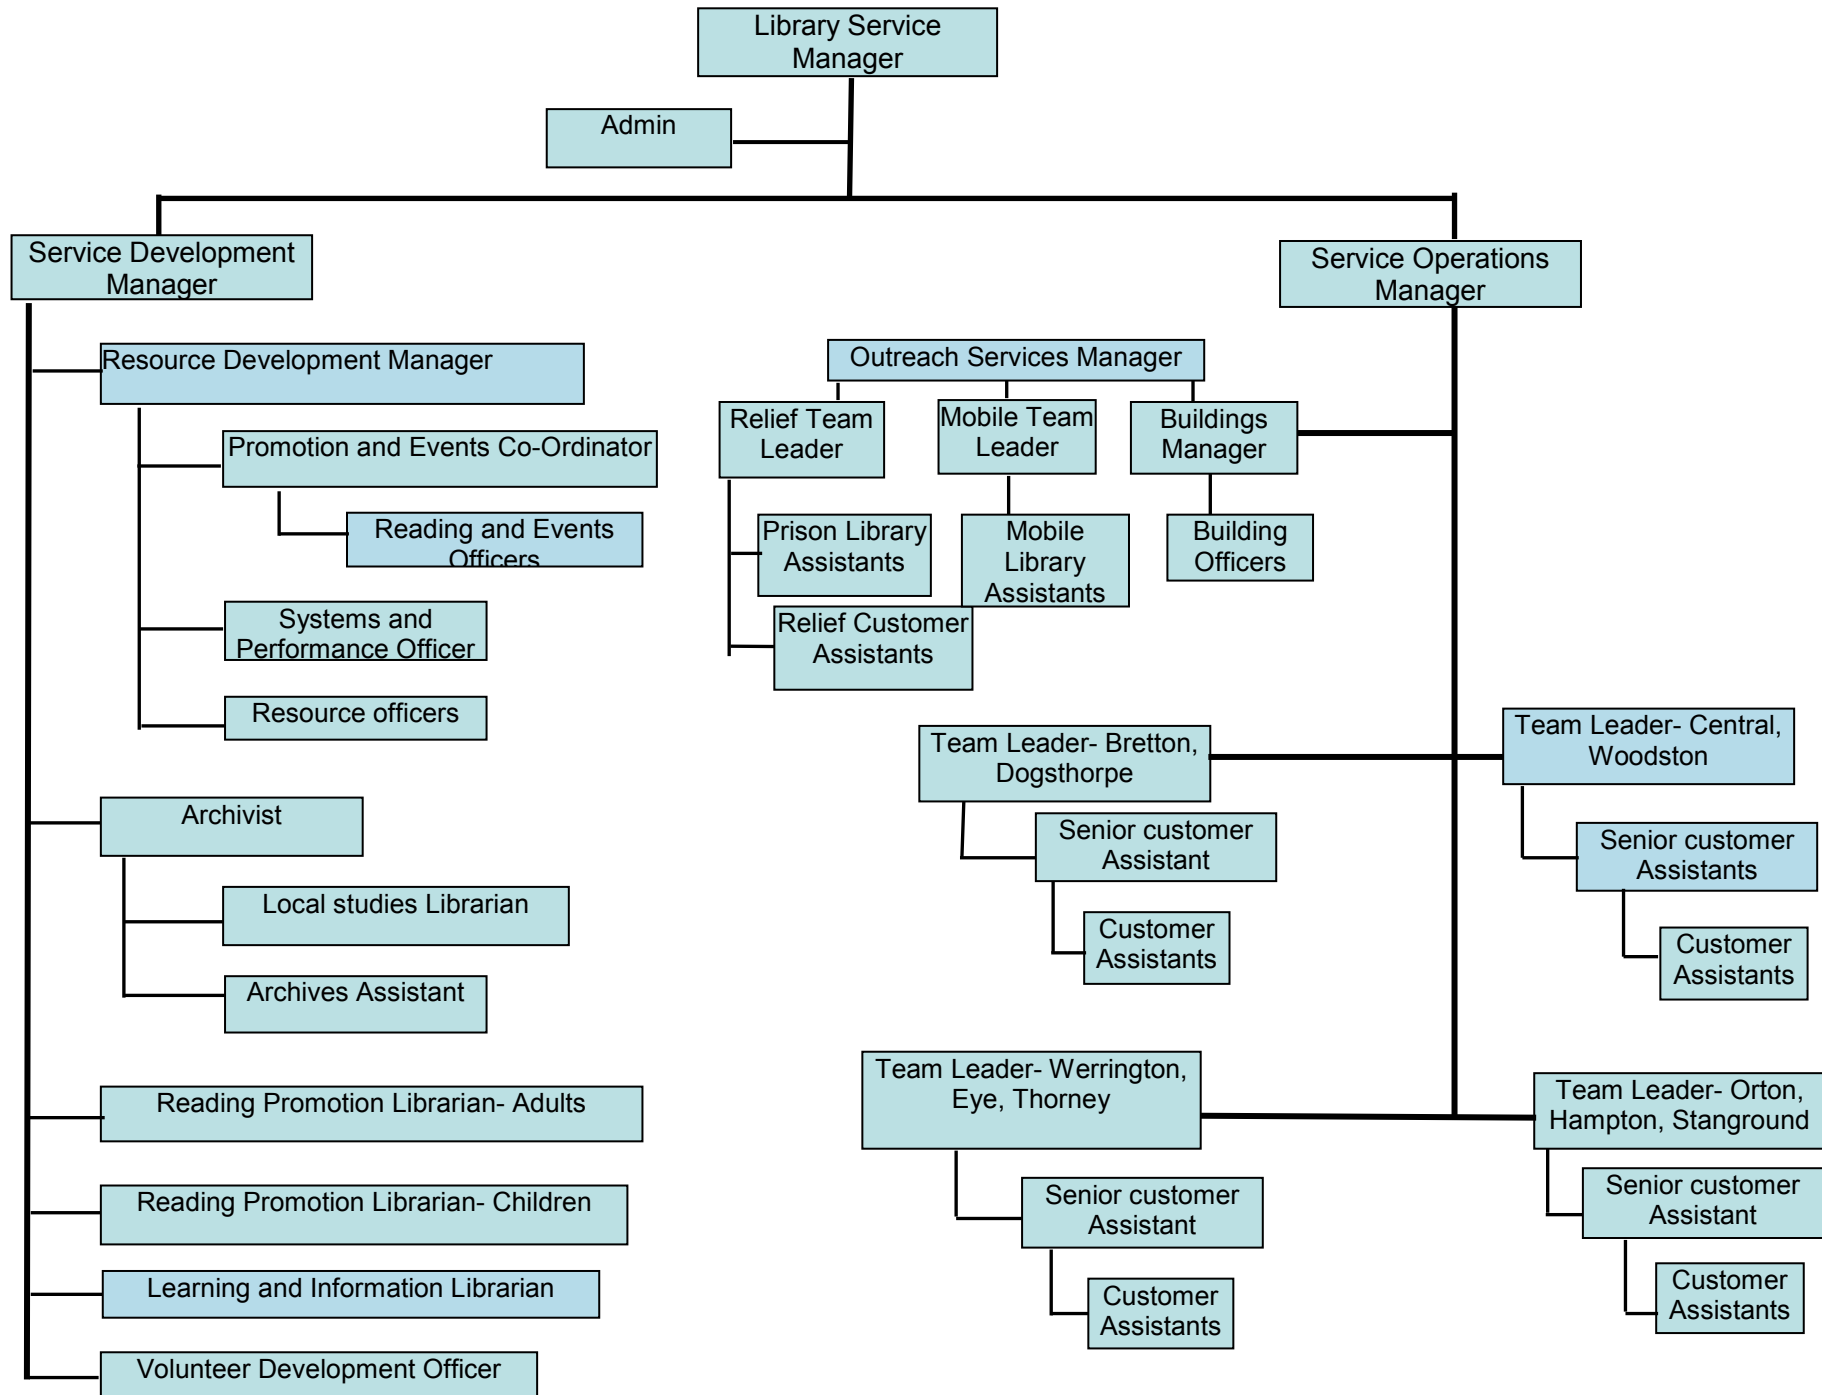 Library Service
Manager
Admin
Service Development
Manager
Service Operations
Manager
Resource Development Manager
Promotion and Events Co-Ordinator
Reading and Events
Officers
Systems and
Performance Officer
Resource officers
Archivist
Local studies Librarian
Archives Assistant
Reading Promotion Librarian- Adults
Reading Promotion Librarian- Children
Learning and Information Librarian
Volunteer Development Officer
Outreach Services Manager
Relief Team
Leader
Prison Library
Assistants
Relief Customer
Assistants
Mobile Team
Leader
Mobile
Library
Assistants
Buildings
Manager
Building
Officers
Team Leader- Bretton,
Dogsthorpe
Senior customer
Assistant
Customer
Assistants
Team Leader- Central,
Woodston
Senior customer
Assistants
Customer
Assistants
Team Leader- Werrington,
Eye, Thorney
Senior customer
Assistant
Customer
Assistants
Team Leader- Orton,
Hampton, Stanground
Senior customer
Assistant
Customer
Assistants